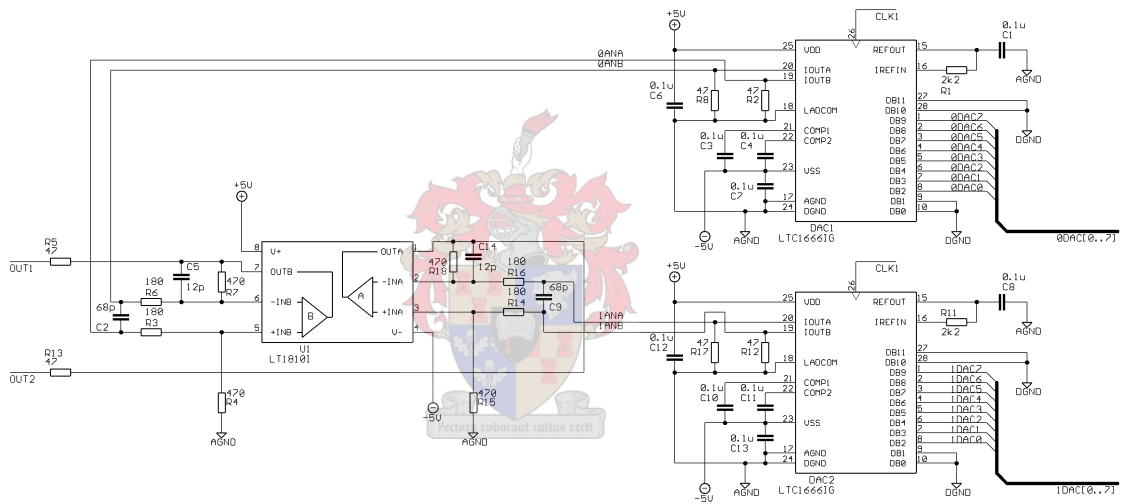 CLK1
+5V
26
25
VDD
REFOUT
15
0.1u
C1
0ANA
0ANB
20
19
IOUTA
IOUTB
IREFIN
16
2k2
R1
AGND
0.1u
C6
47
R8
47
R2
18
LADCOM
DB11
27
DB10
28
DB9
1
0DAC7
DB8
2
0DAC6
DB7
3
0DAC5
DB6
4
0DAC4
DB5
5
0DAC3
DB4
6
0DAC2
DB3
7
0DAC1
DB2
8
0DAC0
DB1
9
DB0
10
DGND
0.1u
C3
0.1u
C4
21
22
COMP1
COMP2
23
VSS
0.1u
C7
17
24
AGND
DGND
-5V
AGND
DAC1
LTC1666IG
DGND
0DAC[0..7]
+5V
R5
47
OUT1
8
V+
7
OUTB
6
-INB
5
+INB
B
A
OUTA
1
-INA
2
+INA
3
V-
4
U1
LT1810I
C5
12p
470
R7
180
R6
180
R3
68p
C2
470
R4
AGND
R13
47
OUT2
470
R18
C14
12p
180
R16
180
R14
68p
C9
470
R15
-5V
AGND
Pectura roborant cultus recti
1ANA
1ANB
CLK1
+5V
26
25
VDD
REFOUT
15
0.1u
C8
20
19
IOUTA
IOUTB
IREFIN
16
R11
2k2
AGND
0.1u
C12
47
R17
47
R12
18
LADCOM
DB11
27
DB10
28
DB9
1
1DAC7
DB8
2
1DAC6
DB7
3
1DAC5
DB6
4
1DAC4
DB5
5
1DAC3
DB4
6
1DAC2
DB3
7
1DAC1
DB2
8
1DAC0
DB1
9
DB0
10
DGND
0.1u
C10
0.1u
C11
21
22
COMP1
COMP2
23
VSS
0.1u
C13
17
24
AGND
DGND
-5V
AGND
DAC2
LTC1666IG
DGND
1DAC[0..7]